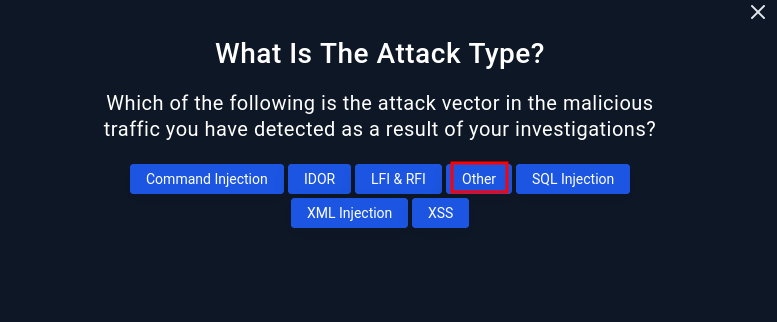 What Is The Attack Type?
Which of the following is the attack vector in the malicious
traffic you have detected as a result of your investigations?
Command Injection IDOR LFI & RFI Other SQL Injection
XML Injection XSS